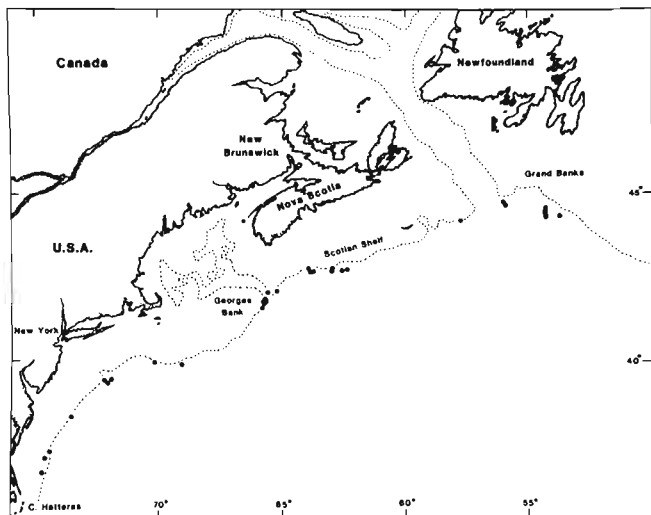 Canada
Newfoundland
New
Brunswick
Nova Scotia
Grand Banks
45°
U.S.A.
Scotian Shelf
Georges
Bank
New York
40°
C. Hatteras
70°
65°
60°
55°